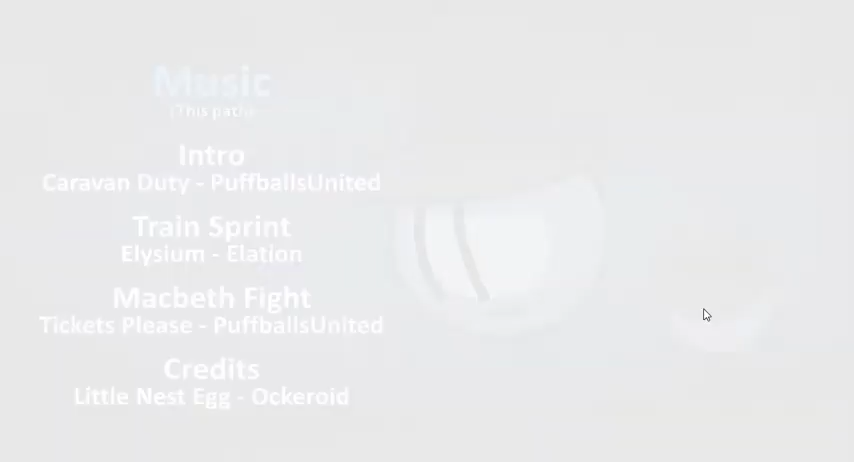 Music
(This path)
Intro
Caravan Duty - PuffballsUnited
Train Sprint
Elysium - Elation
Macbeth Fight
Tickets Please - PuffballsUnited
Credits
Little Nest Egg - Ockeroid